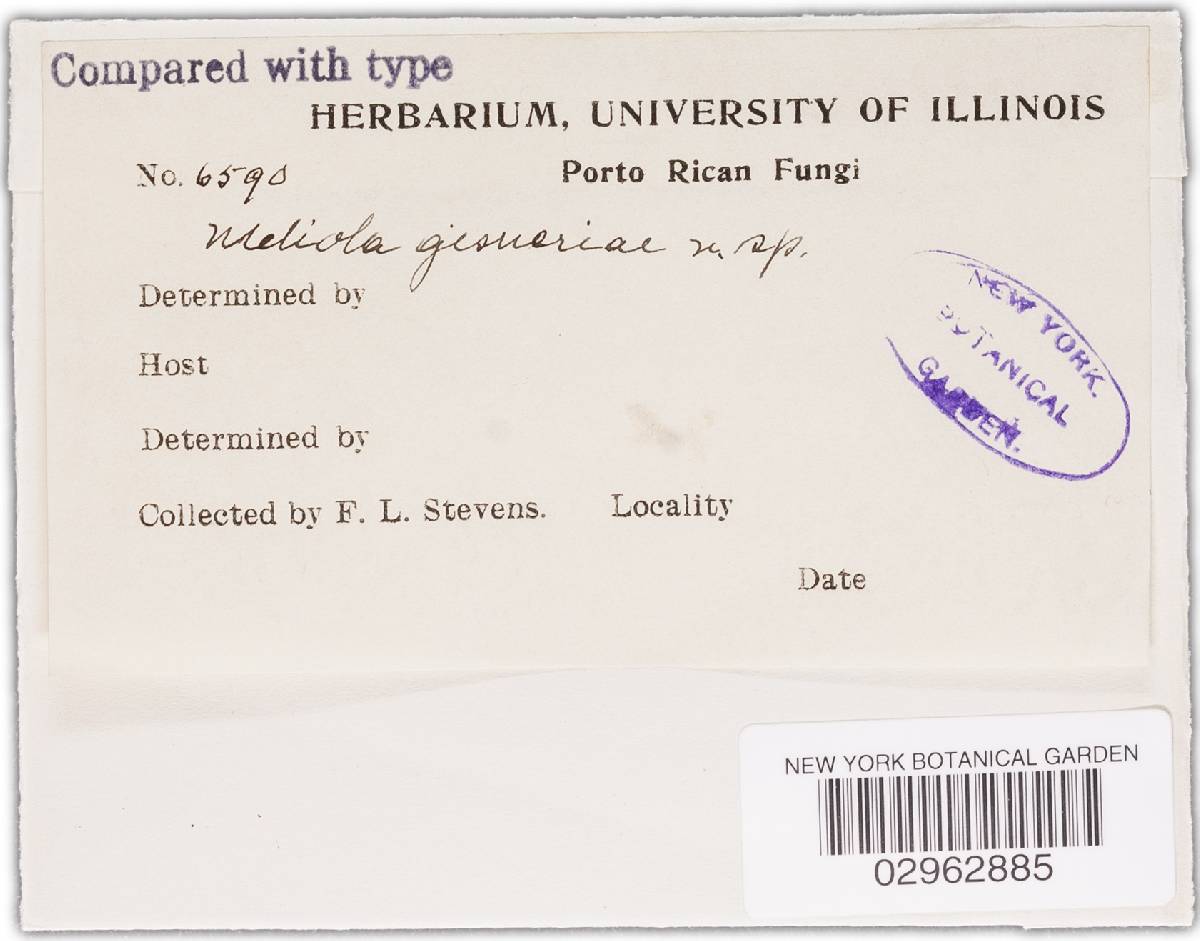 Compared with type
HERBARIUM, UNIVERSITY OF ILLINOIS
No. 6590
Porto Rican Fungi
Meliola gesneriae n. sp.
Determined by
Host
Determined by
Collected by F. L. Stevens.
Locality
Date
NEW YORK.
BOTANICAL
GARDEN.
NEW YORK BOTANICAL GARDEN
02962885